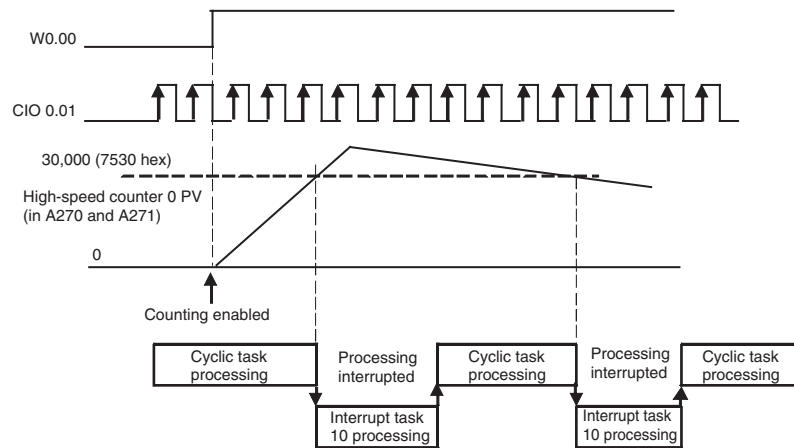 W0.00
CIO 0.01
30,000 (7530 hex)
High-speed counter 0 PV
(in A270 and A271)
0
Counting enabled
Cyclic task
processing
Processing
interrupted
Cyclic task
processing
Processing
interrupted
Cyclic task
processing
Interrupt task
10 processing
Interrupt task
10 processing